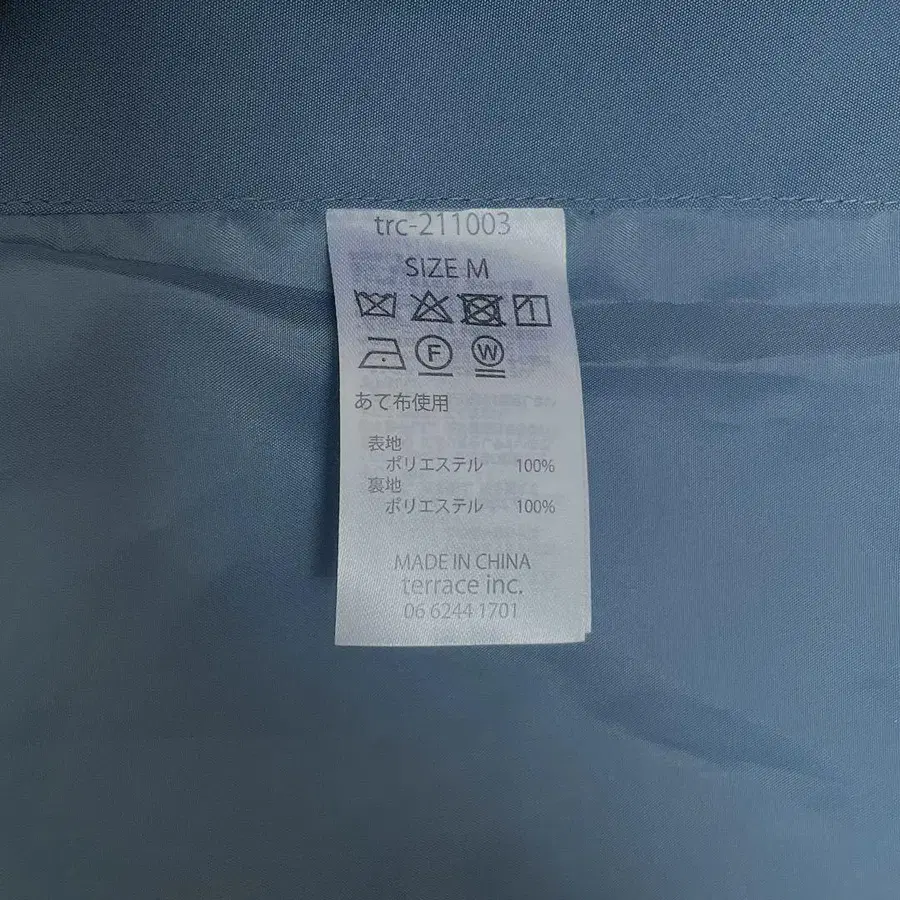 trc-211003
SIZE M
F W
あて布使用
表地
ポリエステル 100%
裏地
ポリエステル 100%
MADE IN CHINA
terrace inc.
06 6244 1701